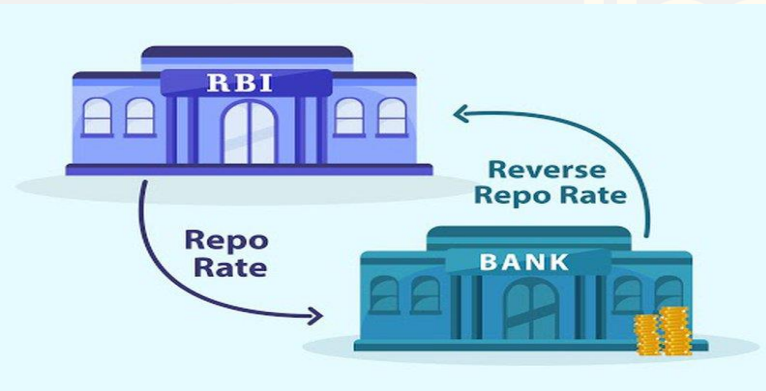 RBI
Reverse
Repo Rate
Repo
Rate
BANK